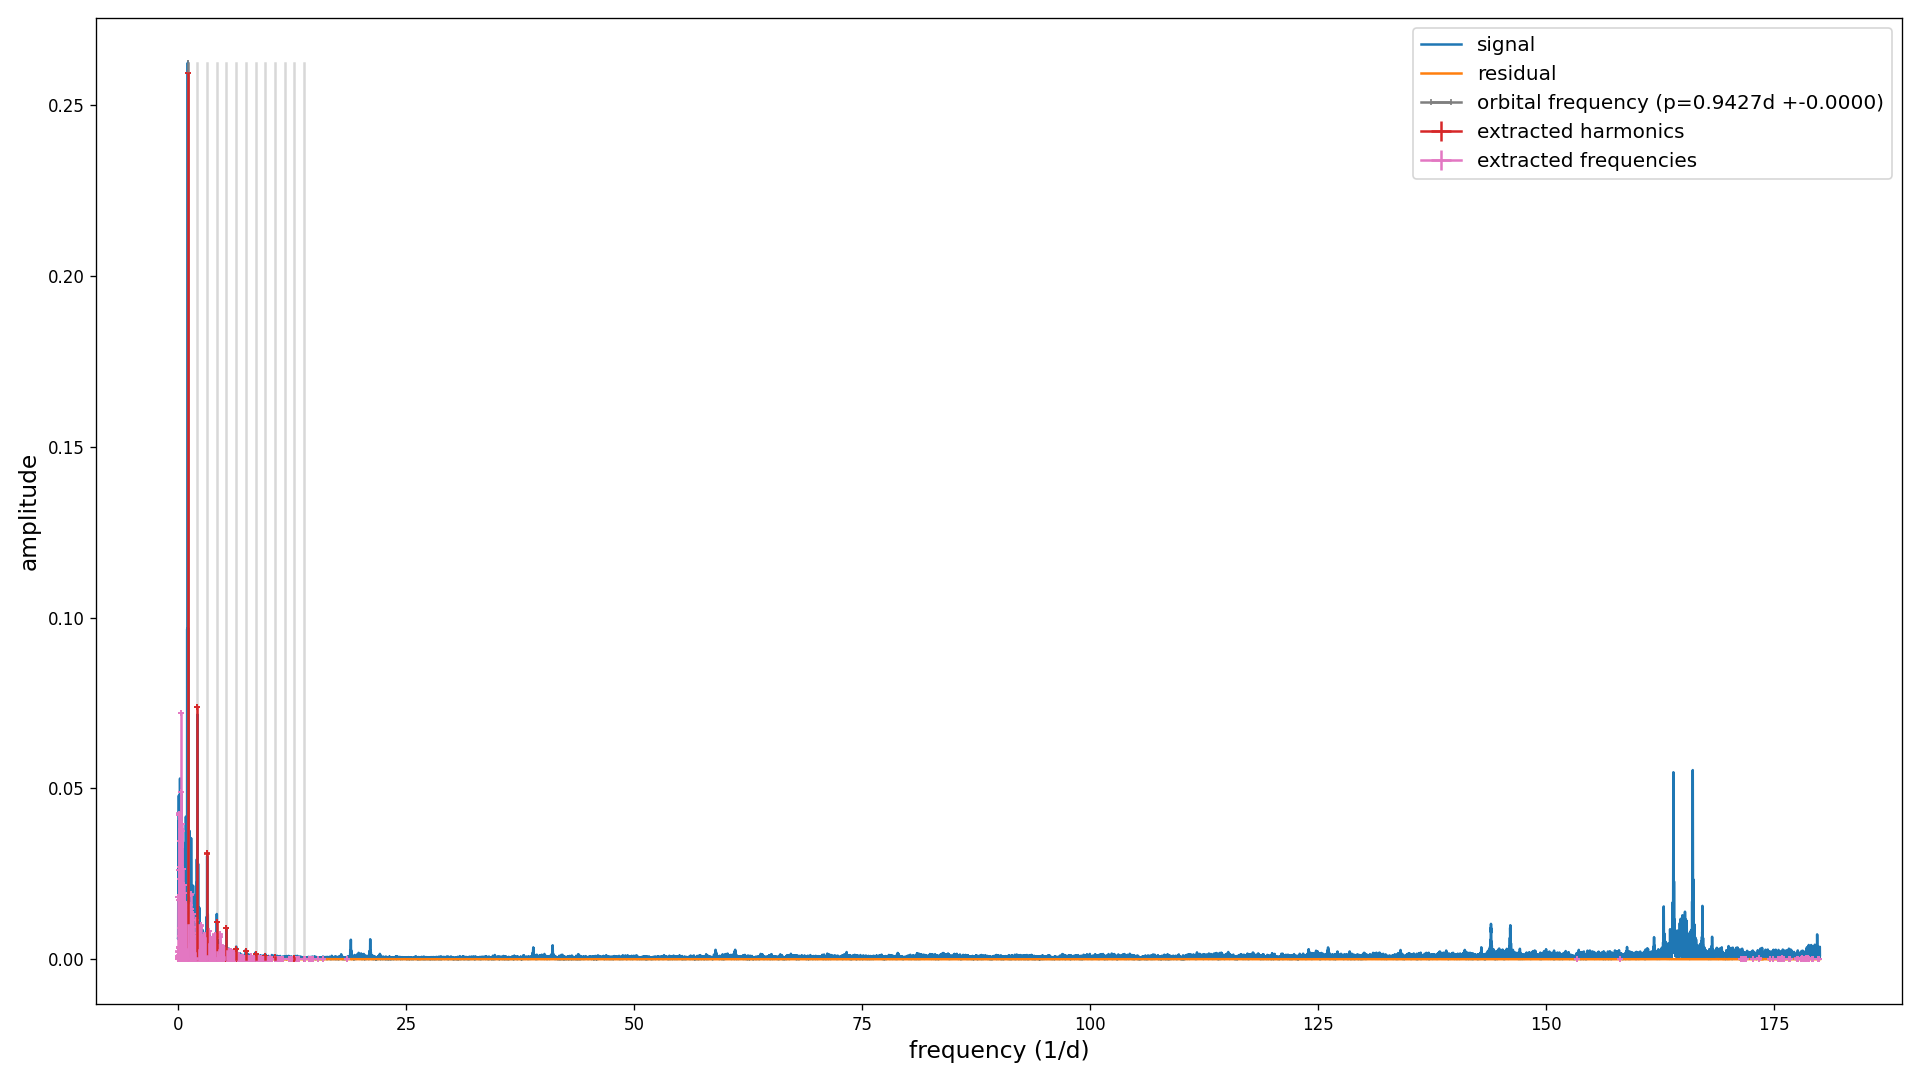 signal
residual
orbital frequency (p=0.9427d +-0.0000)
extracted harmonics
extracted frequencies
0.25
0.20
0.15
0.10
0.05
0.00
amplitude
0 25 50 75 100 125 150 175
frequency (1/d)